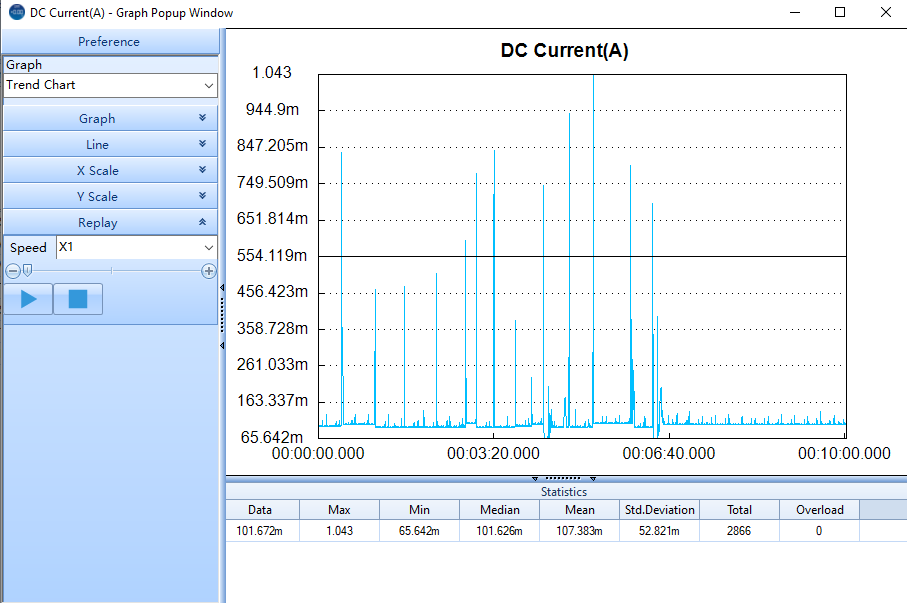 DC Current(A) - Graph Popup Window
Preference
Graph
Trend Chart
Graph
Line
X Scale
Y Scale
Replay
Speed X1
DC Current(A)
1.043
944.9m
847.205m
749.509m
651.814m
554.119m
456.423m
358.728m
261.033m
163.337m
65.642m
00:00:00.000 00:03:20.000 00:06:40.000 00:10:00.000
Statistics
Data Max Min Median Mean Std.Deviation Total Overload
101.672m 1.043 65.642m 101.626m 107.383m 52.821m 2866 0